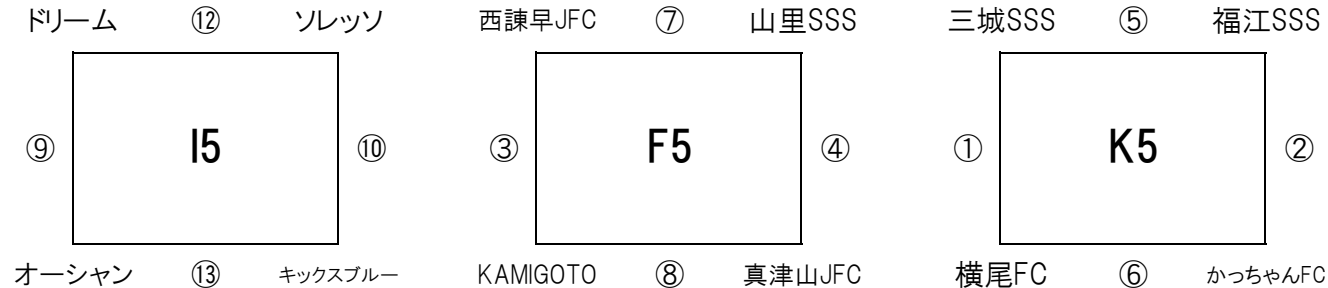 ドリーム ⑫ ソレッソ 西諫早JFC ⑦ 山里SSS 三城SSS ⑤ 福江SSS
⑨ I5 ⑩ ③ F5 ④ ① K5 ②
オーシャン ⑬ キックスブルー KAMIGOTO ⑧ 真津山JFC 横尾FC ⑥ かっちゃんFC